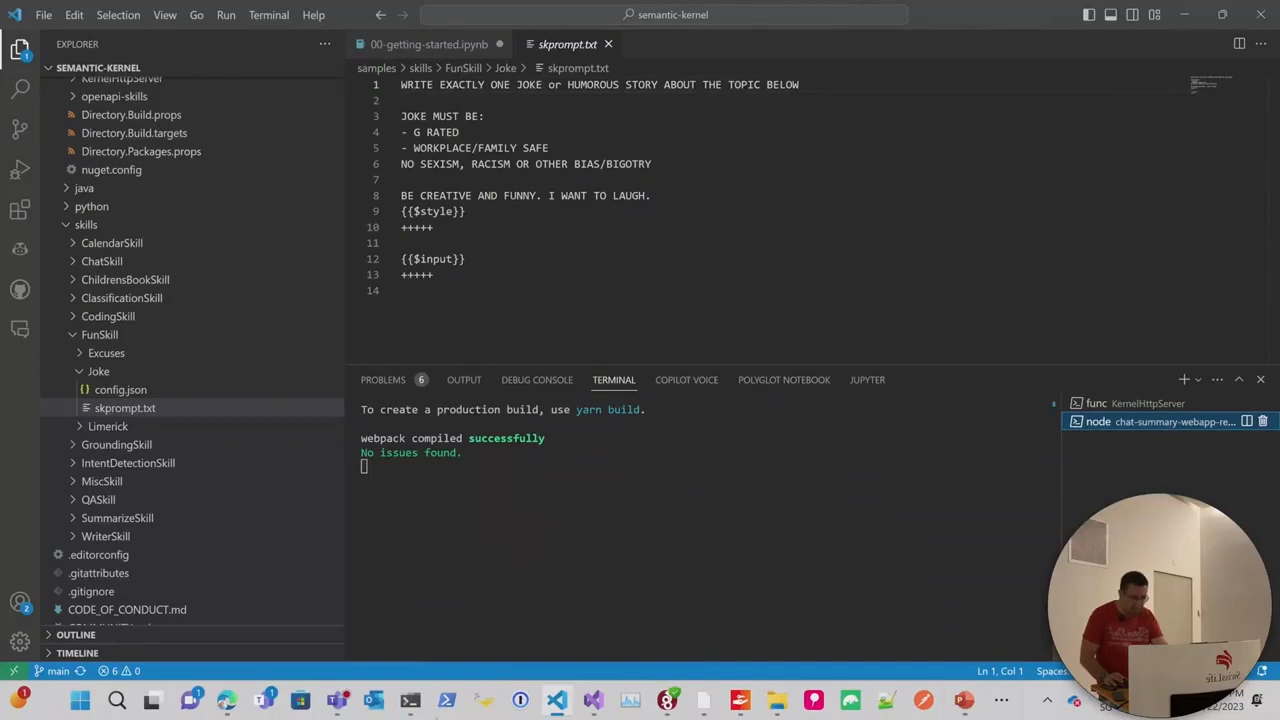 File Edit Selection View Go Run Terminal Help
semantic-kernel
EXPLORER
00-getting-started.ipynb
skprompt.txt
SEMANTIC-KERNEL
samples > skills > FunSkill > Joke > skprompt.txt
KernelHttpServer
openapi-skills
Directory.Build.props
Directory.Build.targets
Directory.Packages.props
nuget.config
java
python
skills
CalendarSkill
ChatSkill
ChildrensBookSkill
ClassificationSkill
CodingSkill
FunSkill
Excuses
Joke
config.json
skprompt.txt
Limerick
GroundingSkill
IntentDetectionSkill
MiscSkill
QASkill
SummarizeSkill
WriterSkill
.editorconfig
.gitattributes
.gitignore
CODE_OF_CONDUCT.md
OUTLINE
TIMELINE
1 WRITE EXACTLY ONE JOKE or HUMOROUS STORY ABOUT THE TOPIC BELOW
2
3 JOKE MUST BE:
4 - G RATED
5 - WORKPLACE/FAMILY SAFE
6 NO SEXISM, RACISM OR OTHER BIAS/BIGOTRY
7
8 BE CREATIVE AND FUNNY. I WANT TO LAUGH.
9 {{$style}}
10 +++++
11
12 {{$input}}
13 +++++
14
PROBLEMS 6 OUTPUT DEBUG CONSOLE TERMINAL COPILOT VOICE POLYGLOT NOTEBOOK JUPYTER
To create a production build, use yarn build.
webpack compiled successfully
No issues found.
func KernelHttpServer
node chat-summary-webapp-re...
main
6 0
Ln 1, Col 1
Spaces: